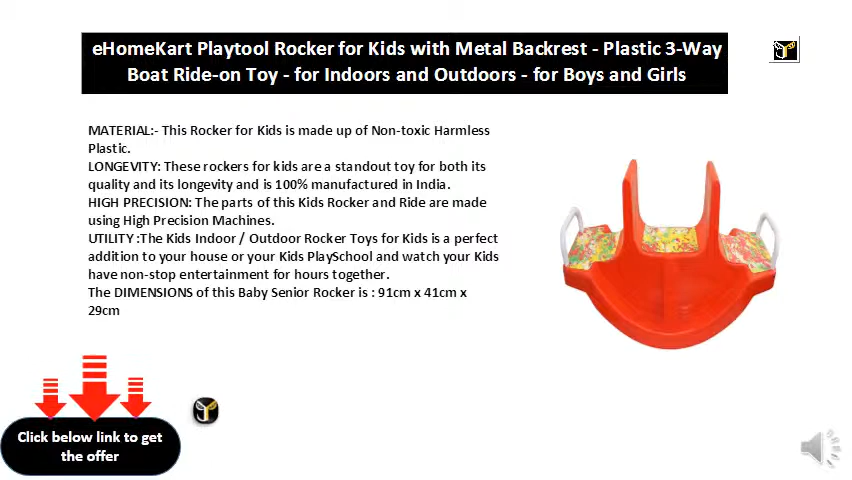 eHomeKart Playtool Rocker for Kids with Metal Backrest - Plastic 3-Way
Boat Ride-on Toy - for Indoors and Outdoors - for Boys and Girls
MATERIAL:- This Rocker for Kids is made up of Non-toxic Harmless
Plastic.
LONGEVITY: These rockers for kids are a standout toy for both its
quality and its longevity and is 100% manufactured in India.
HIGH PRECISION: The parts of this Kids Rocker and Ride are made
using High Precision Machines.
UTILITY :The Kids Indoor / Outdoor Rocker Toys for Kids is a perfect
addition to your house or your Kids PlaySchool and watch your Kids
have non-stop entertainment for hours together.
The DIMENSIONS of this Baby Senior Rocker is : 91cm x 41cm x
29cm
Click below link to get
the offer